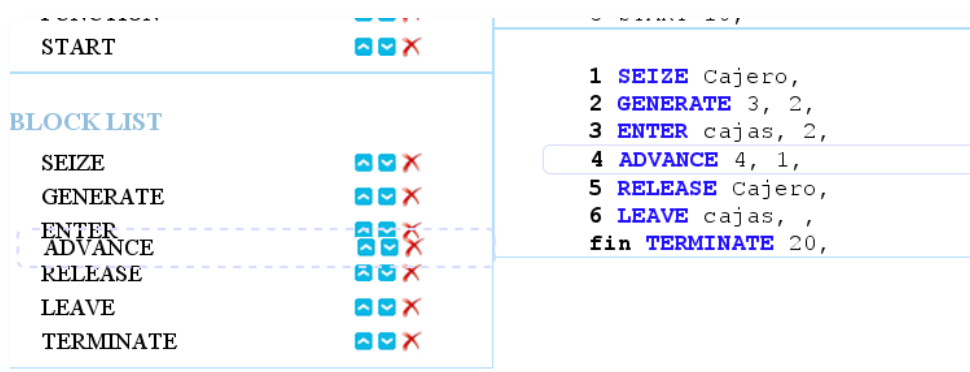 FUNCTION
START
BLOCK LIST
SEIZE
GENERATE
ENTER
ADVANCE
RELEASE
LEAVE
TERMINATE
1 SEIZE Cajero,
2 GENERATE 3, 2,
3 ENTER cajas, 2,
4 ADVANCE 4, 1,
5 RELEASE Cajero,
6 LEAVE cajas, ,
fin TERMINATE 20,